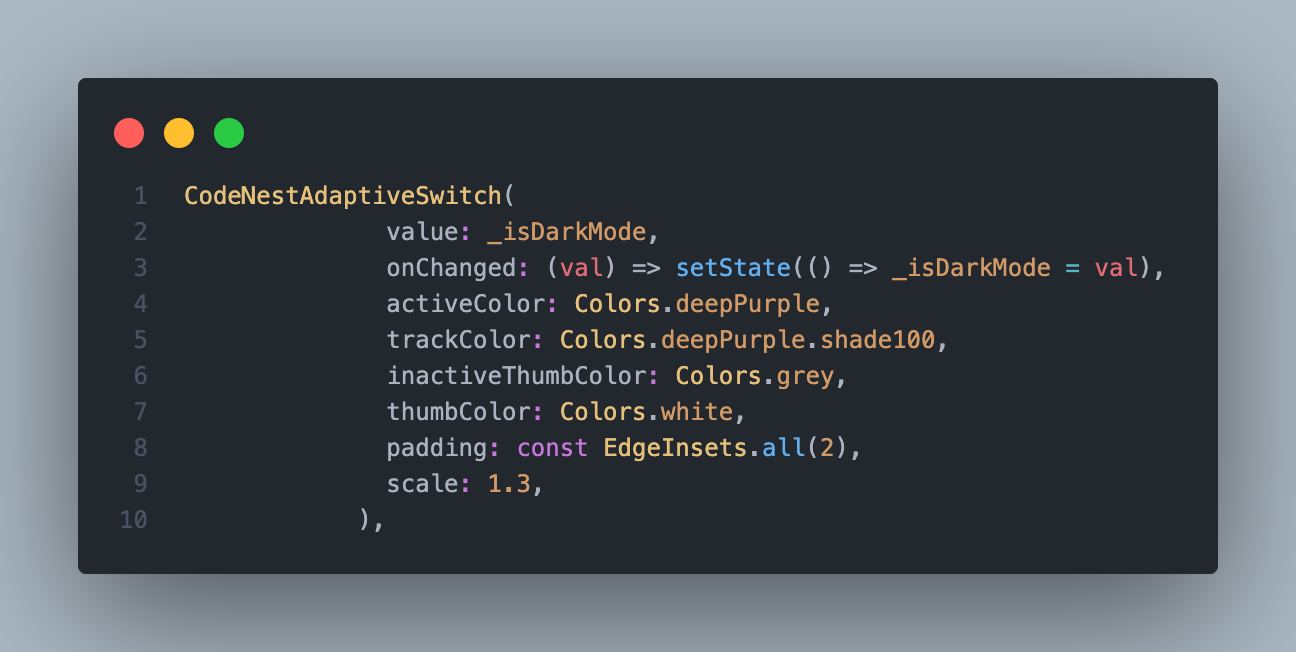 1 CodeNestAdaptiveSwitch(
2 value: _isDarkMode,
3 onChanged: (val) => setState(() => _isDarkMode = val),
4 activeColor: Colors.deepPurple,
5 trackColor: Colors.deepPurple.shade100,
6 inactiveThumbColor: Colors.grey,
7 thumbColor: Colors.white,
8 padding: const EdgeInsets.all(2),
9 scale: 1.3,
10 ),